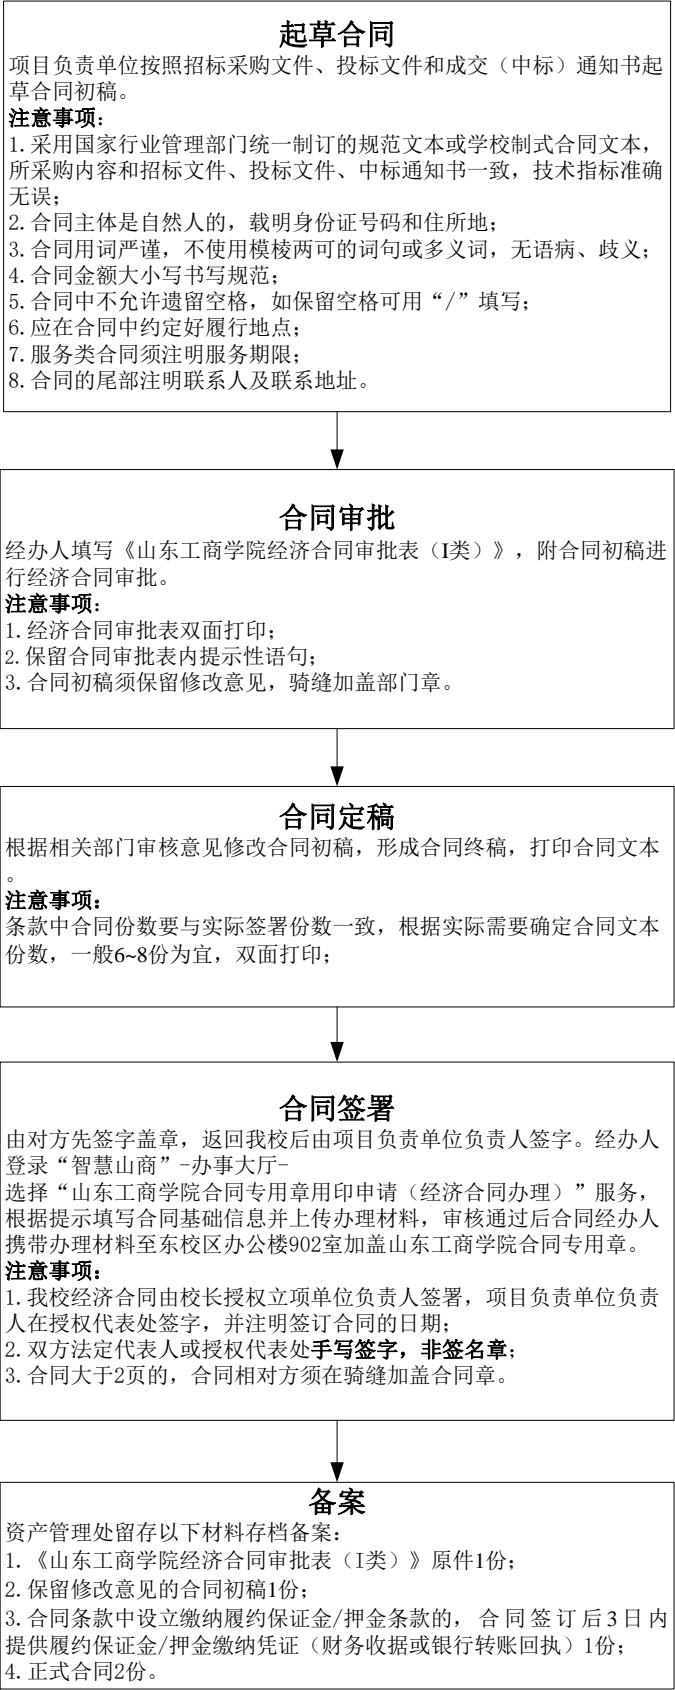 起草合同
项目负责单位按照招标采购文件、投标文件和成交（中标）通知书起
草合同初稿。
注意事项：
1.采用国家行业管理部门统一制订的规范文本或学校制式合同文本，
所采购内容和招标文件、投标文件、中标通知书一致，技术指标准确
无误；
2.合同主体是自然人的，载明身份证号码和住所地；
3.合同用词严谨，不使用模棱两可的词句或多义词，无语病、歧义；
4.合同金额大小写书写规范；
5.合同中不允许遗留空格，如保留空格可用“/”填写；
6.应在合同中约定好履行地点；
7.服务类合同须注明服务期限；
8.合同的尾部注明联系人及联系地址。
合同审批
经办人填写《山东工商学院经济合同审批表（I类）》，附合同初稿进
行经济合同审批。
注意事项：
1.经济合同审批表双面打印；
2.保留合同审批表内提示性语句；
3.合同初稿须保留修改意见，骑缝加盖部门章。
合同定稿
根据相关部门审核意见修改合同初稿，形成合同终稿，打印合同文本
。
注意事项：
条款中合同份数要与实际签署份数一致，根据实际需要确定合同文本
份数，一般6~8份为宜，双面打印；
合同签署
由对方先签字盖章，返回我校后由项目负责单位负责人签字。经办人
登录“智慧山商”-办事大厅-
选择“山东工商学院合同专用章用印申请（经济合同办理）”服务，
根据提示填写合同基础信息并上传办理材料，审核通过后合同经办人
携带办理材料至东校区办公楼902室加盖山东工商学院合同专用章。
注意事项：
1.我校经济合同由校长授权立项单位负责人签署，项目负责单位负责
人在授权代表处签字，并注明签订合同的日期；
2.双方法定代表人或授权代表处手写签字，非签名章；
3.合同大于2页的，合同相对方须在骑缝加盖合同章。
备案
资产管理处留存以下材料存档备案：
1.《山东工商学院经济合同审批表（I类）》原件1份；
2.保留修改意见的合同初稿1份；
3.合同条款中设立缴纳履约保证金/押金条款的，合同签订后3日内
提供履约保证金/押金缴纳凭证（财务收据或银行转账回执）1份；
4.正式合同2份。